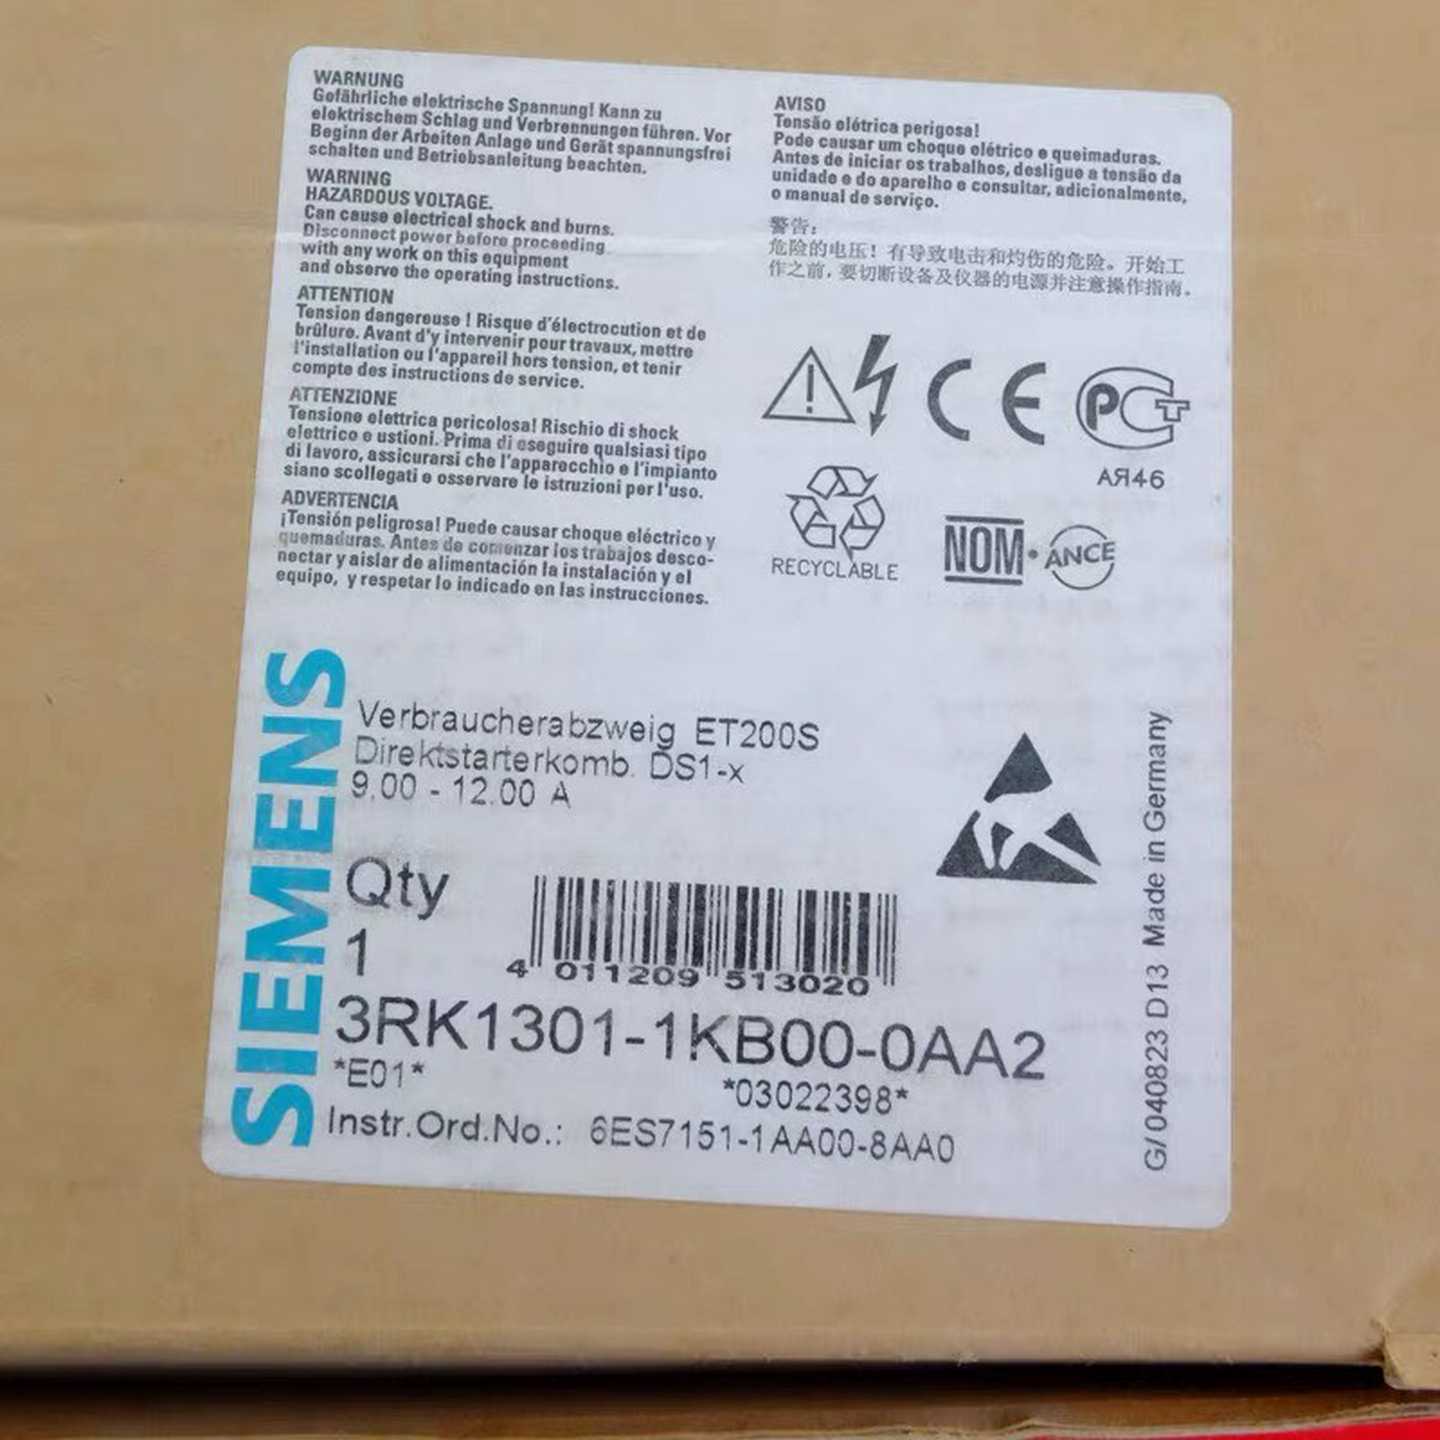 WARNUNG
Gefährliche elektrische Spannung! Kann zu
elektrischem Schlag und Verbrennungen führen. Vor
Beginn der Arbeiten Anlage und Gerät spannungsfrei
schalten und Betriebsanleitung beachten.
WARNING
HAZARDOUS VOLTAGE.
Can cause electrical shock and burns.
Disconnect power before proceeding
with any work on this equipment
and observe the operating instructions.
ATTENTION
Tension dangereuse ! Risque d'électrocution et de
brûlure. Avant d'y intervenir pour travaux, mettre
l'installation ou l'appareil hors tension, et tenir
compte des instructions de service.
ATTENZIONE
Tensione elettrica pericolosa! Rischio di shock
elettrico e ustioni. Prima di eseguire qualsiasi tipo
di lavoro, assicurarsi che l'apparecchio e l'impianto
siano scollegati e osservare le istruzioni per l'uso.
ADVERTENCIA
¡Tensión peligrosa! Puede causar choque eléctrico y
quemaduras. Antes de comenzar los trabajos desco-
nectar y aislar de alimentación la instalación y el
equipo, y respetar lo indicado en las instrucciones.
AVISO
Tensão elétrica perigosa!
Pode causar um choque elétrico e queimaduras.
Antes de iniciar os trabalhos, desligue a tensão da
unidade e do aparelho e consultar, adicionalmente,
o manual de serviço.
警告:
危险的电压! 有导致电击和灼伤的危险。开始工
作之前,要切断设备及仪器的电源并注意操作指南。
CE
PCT
АЯ46
RECYCLABLE
NOM·ANCE
SIEMENS
Verbraucherabzweig ET200S
Direktstarterkomb. DS1-x
9.00 - 12.00 A
Qty
1
4 011209 513020
3RK1301-1KB00-0AA2
*E01*
*03022398*
Instr.Ord.No.: 6ES7151-1AA00-8AA0
G/040823 D13 Made in Germany